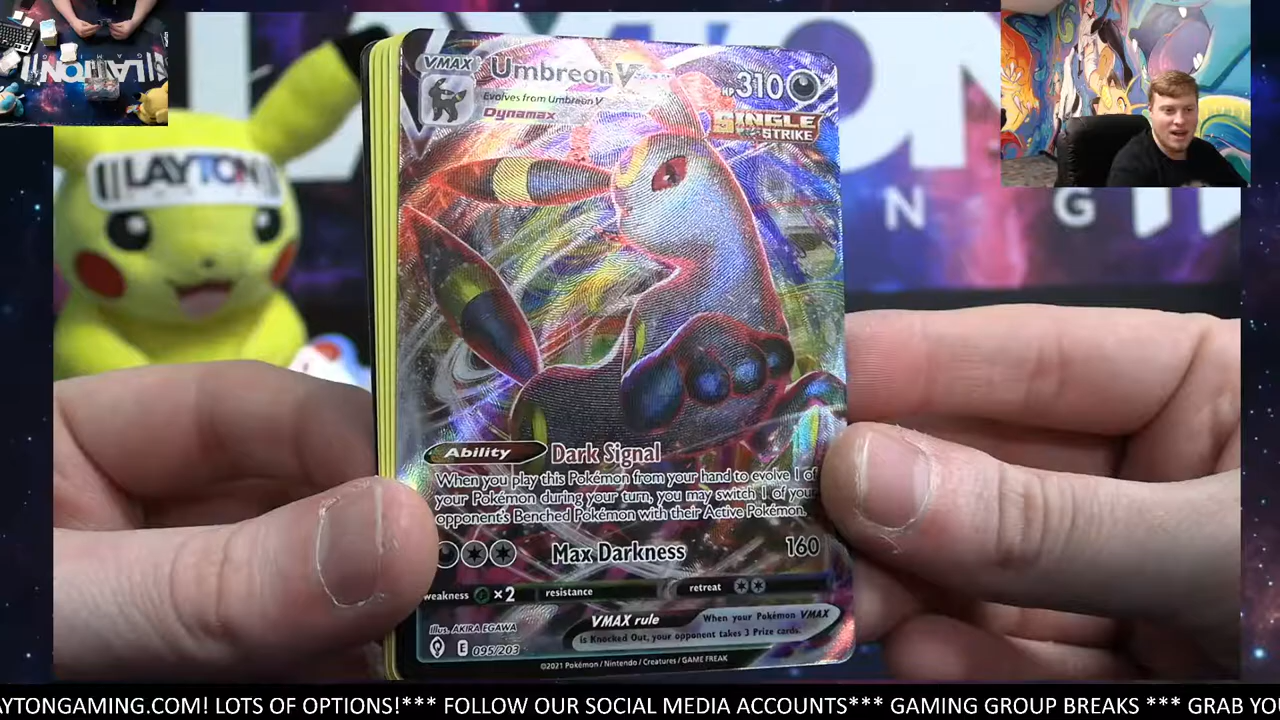 LAYTON
LAYTON
N G
VMAX
Umbreon V
HP 310
Evolves from Umbreon V
Dynamax
SINGLE
STRIKE
Ability Dark Signal
When you play this Pokémon from your hand to evolve 1 of
your Pokémon during your turn, you may switch 1 of your
opponent's Benched Pokémon with their Active Pokémon.
Max Darkness 160
weakness ×2 resistance retreat
VMAX rule When your Pokémon VMAX
is Knocked Out, your opponent takes 3 Prize cards.
Illus. AKIRA EGAWA
E 095/203
©2021 Pokémon / Nintendo / Creatures / GAME FREAK
AYTONGAMING.COM! LOTS OF OPTIONS!*** FOLLOW OUR SOCIAL MEDIA ACCOUNTS*** GAMING GROUP BREAKS *** GRAB YO